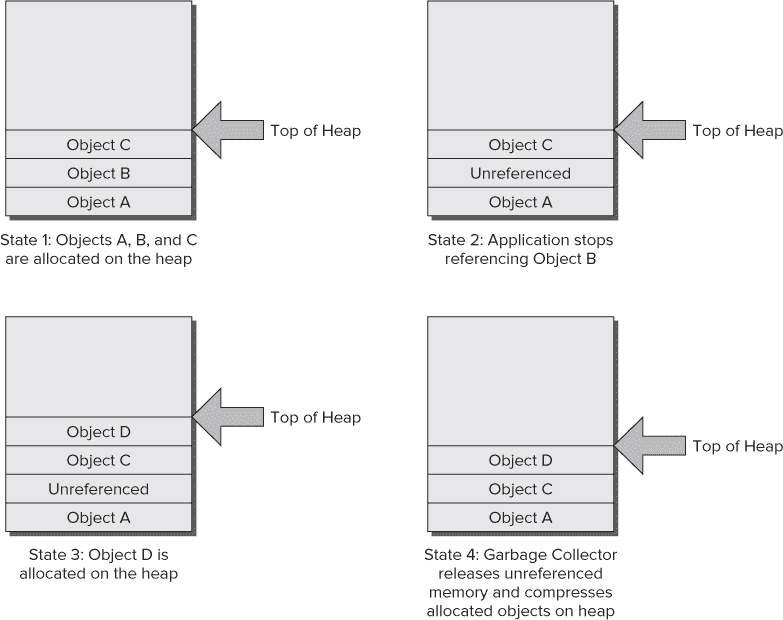 Top of Heap
Object C
Object B
Object A
State 1: Objects A, B, and C
are allocated on the heap
Top of Heap
Object C
Unreferenced
Object A
State 2: Application stops
referencing Object B
Top of Heap
Object D
Object C
Unreferenced
Object A
State 3: Object D is
allocated on the heap
Top of Heap
Object D
Object C
Object A
State 4: Garbage Collector
releases unreferenced
memory and compresses
allocated objects on heap